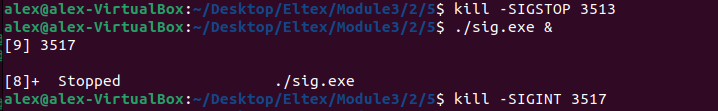 alex@alex-VirtualBox:~/Desktop/Eltex/Module3/2/5$ kill -SIGSTOP 3513
alex@alex-VirtualBox:~/Desktop/Eltex/Module3/2/5$ ./sig.exe &
[9] 3517
[8]+  Stopped                 ./sig.exe
alex@alex-VirtualBox:~/Desktop/Eltex/Module3/2/5$ kill -SIGINT 3517